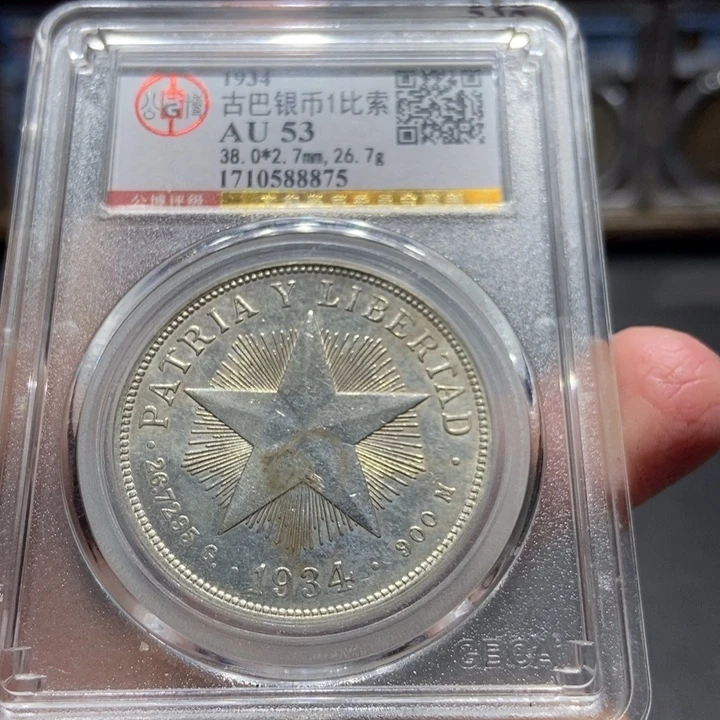 1934
古巴银币1比索
AU 53
38.0*2.7mm,26.7g
1710588875
公博评级
G
PATRIA Y LIBERTAD
26.7295 G.
1934
900 M
GBCA